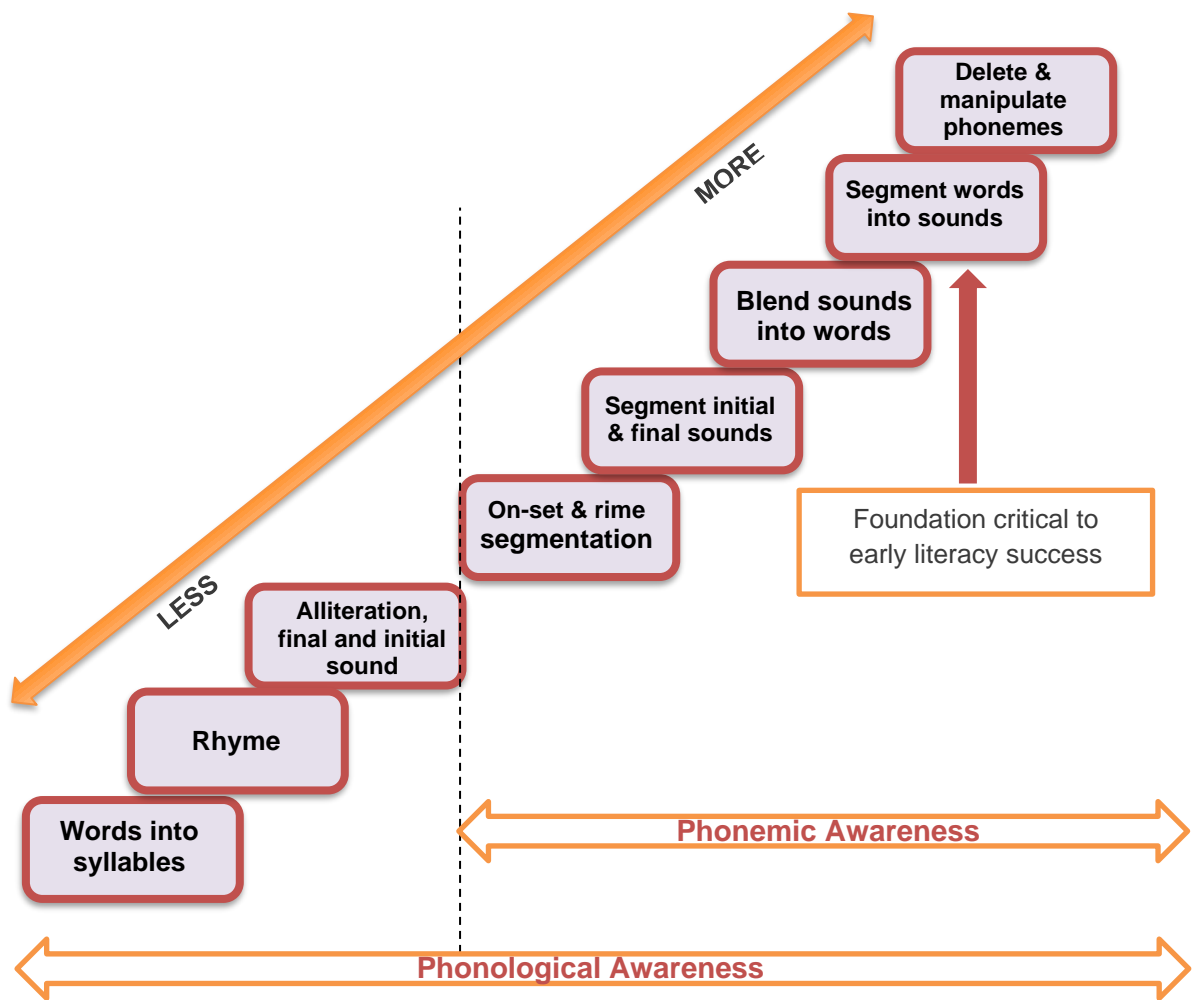 Delete &
manipulate
phonemes
MORE
Segment words
into sounds
Blend sounds
into words
Segment initial
& final sounds
On-set & rime
segmentation
Foundation critical to
early literacy success
LESS
Alliteration,
final and initial
sound
Rhyme
Words into
syllables
Phonemic Awareness
Phonological Awareness